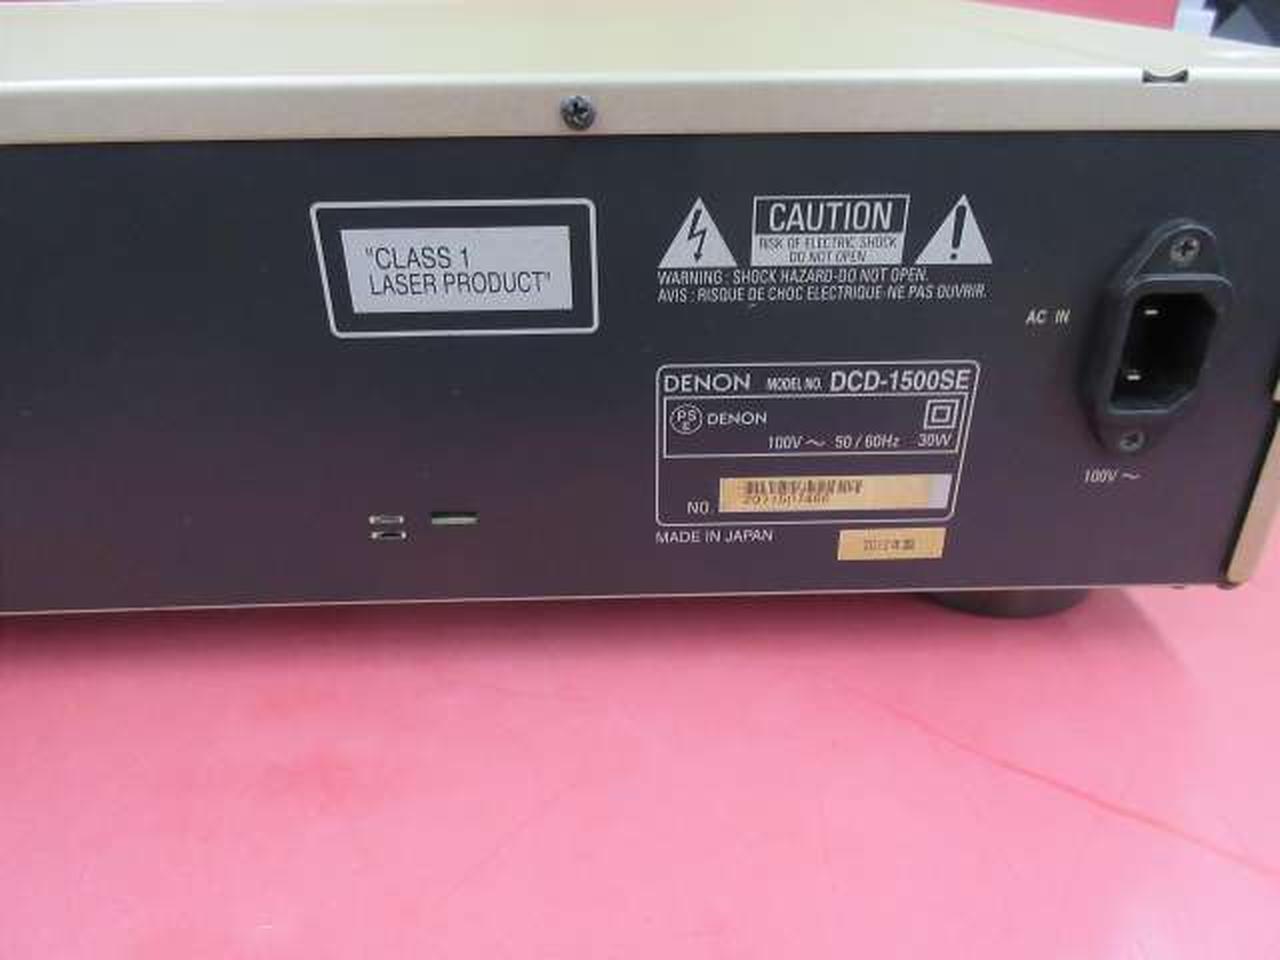 "CLASS 1
LASER PRODUCT"
CAUTION
RISK OF ELECTRIC SHOCK
DO NOT OPEN
WARNING : SHOCK HAZARD-DO NOT OPEN.
AVIS : RISQUE DE CHOC ELECTRIQUE-NE PAS OUVRIR.
AC IN
100V ～
DENON MODEL NO. DCD-1500SE
PS E DENON
100V ～ 50 / 60Hz 30W
NO.
MADE IN JAPAN